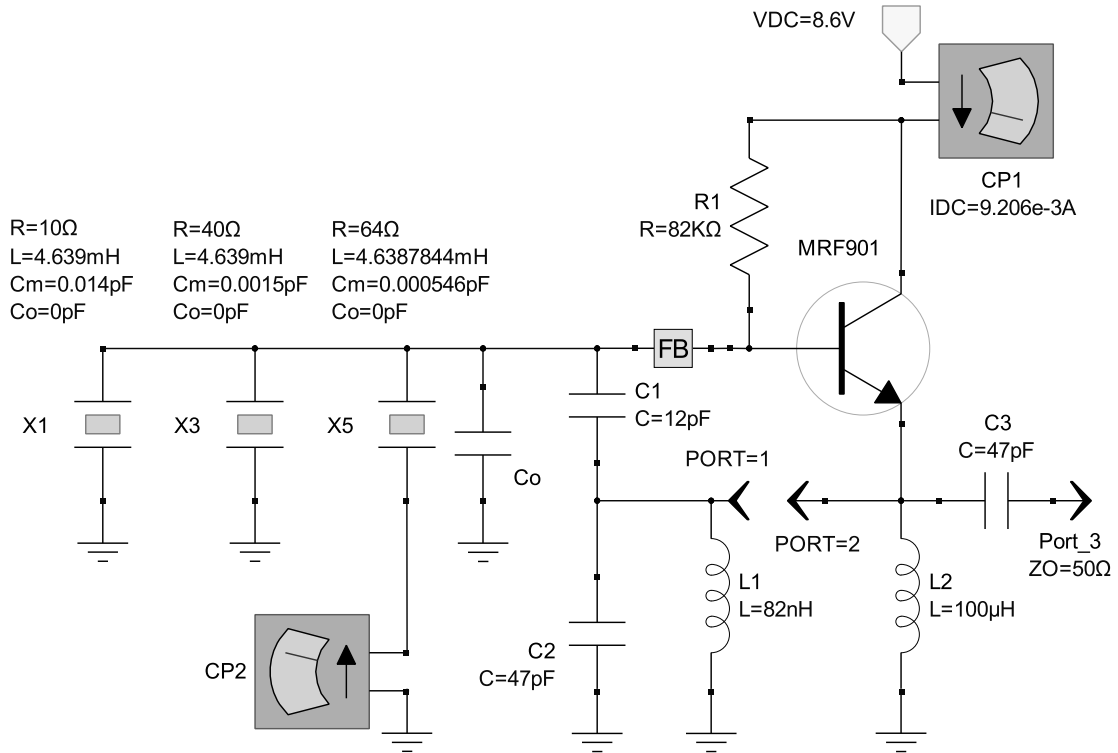 VDC=8.6V
CP1
IDC=9.206e-3A
R1
R=82KΩ
MRF901
R=10Ω
L=4.639mH
Cm=0.014pF
Co=0pF
R=40Ω
L=4.639mH
Cm=0.0015pF
Co=0pF
R=64Ω
L=4.6387844mH
Cm=0.000546pF
Co=0pF
FB
X1
X3
X5
Co
C1
C=12pF
PORT=1
C3
C=47pF
PORT=2
Port_3
ZO=50Ω
L1
L=82nH
L2
L=100µH
C2
C=47pF
CP2